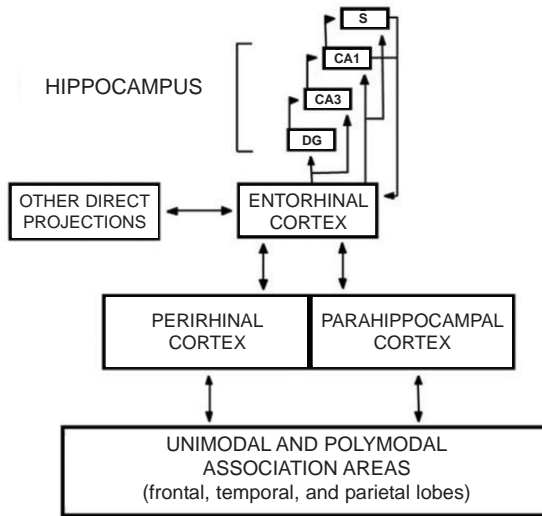 S
CA1
HIPPOCAMPUS
CA3
DG
OTHER DIRECT
PROJECTIONS
ENTORHINAL
CORTEX
PERIRHINAL
CORTEX
PARAHIPPOCAMPAL
CORTEX
UNIMODAL AND POLYMODAL
ASSOCIATION AREAS
(frontal, temporal, and parietal lobes)